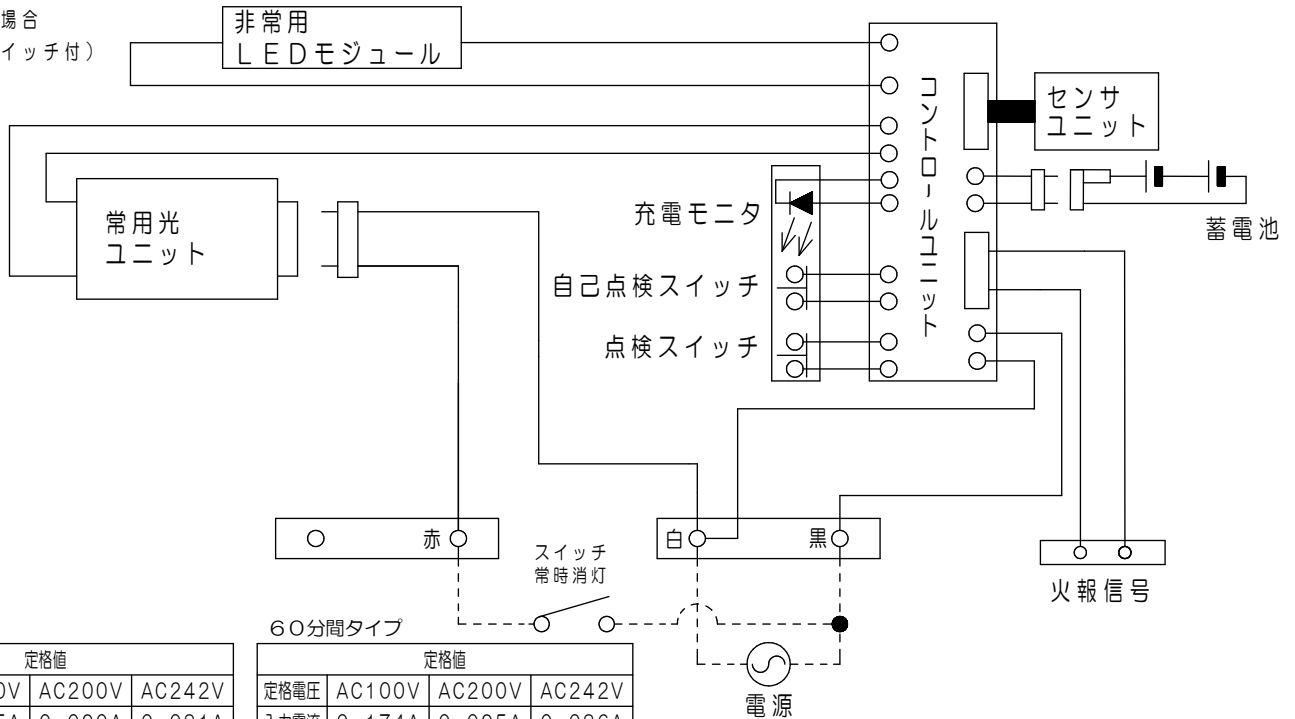 場合
イッチ付）
非常用
ＬＥＤモジュール
コントロールユニット
センサ
ユニット
蓄電池
常用光
ユニット
充電モニタ
自己点検スイッチ
点検スイッチ
赤
白
黒
スイッチ
常時消灯
火報信号
電源
定格値
AC200V AC242V
６０分間タイプ
定格値
定格電圧 AC100V AC200V AC242V